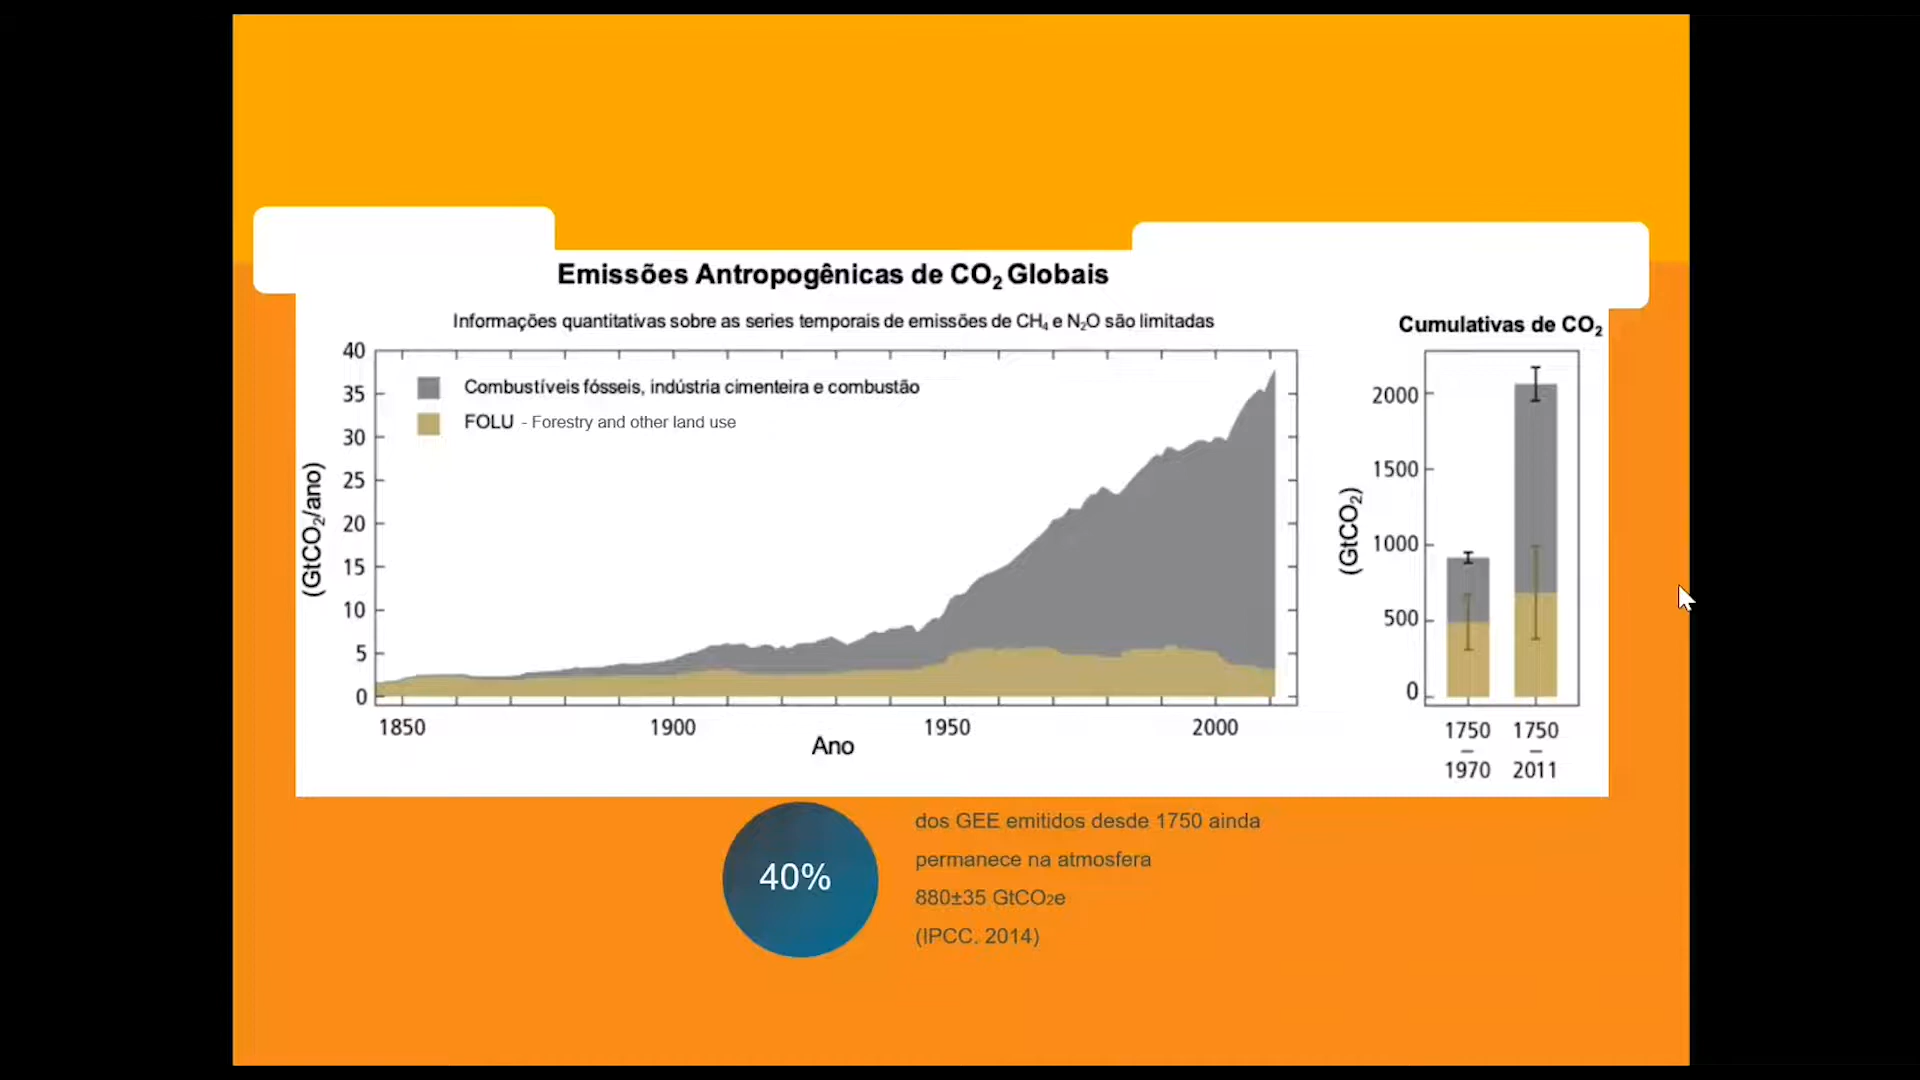 Emissões Antropogênicas de CO₂ Globais
Informações quantitativas sobre as series temporais de emissões de CH₄ e N₂O são limitadas
Combustíveis fósseis, indústria cimenteira e combustão
FOLU - Forestry and other land use
(GtCO₂/ano)
40
35
30
25
20
15
10
5
0
1850 1900 1950 2000
Ano
Cumulativas de CO₂
(GtCO₂)
2000
1500
1000
500
0
1750 1750
– –
1970 2011
40%
dos GEE emitidos desde 1750 ainda
permanece na atmosfera
880±35 GtCO₂e
(IPCC. 2014)